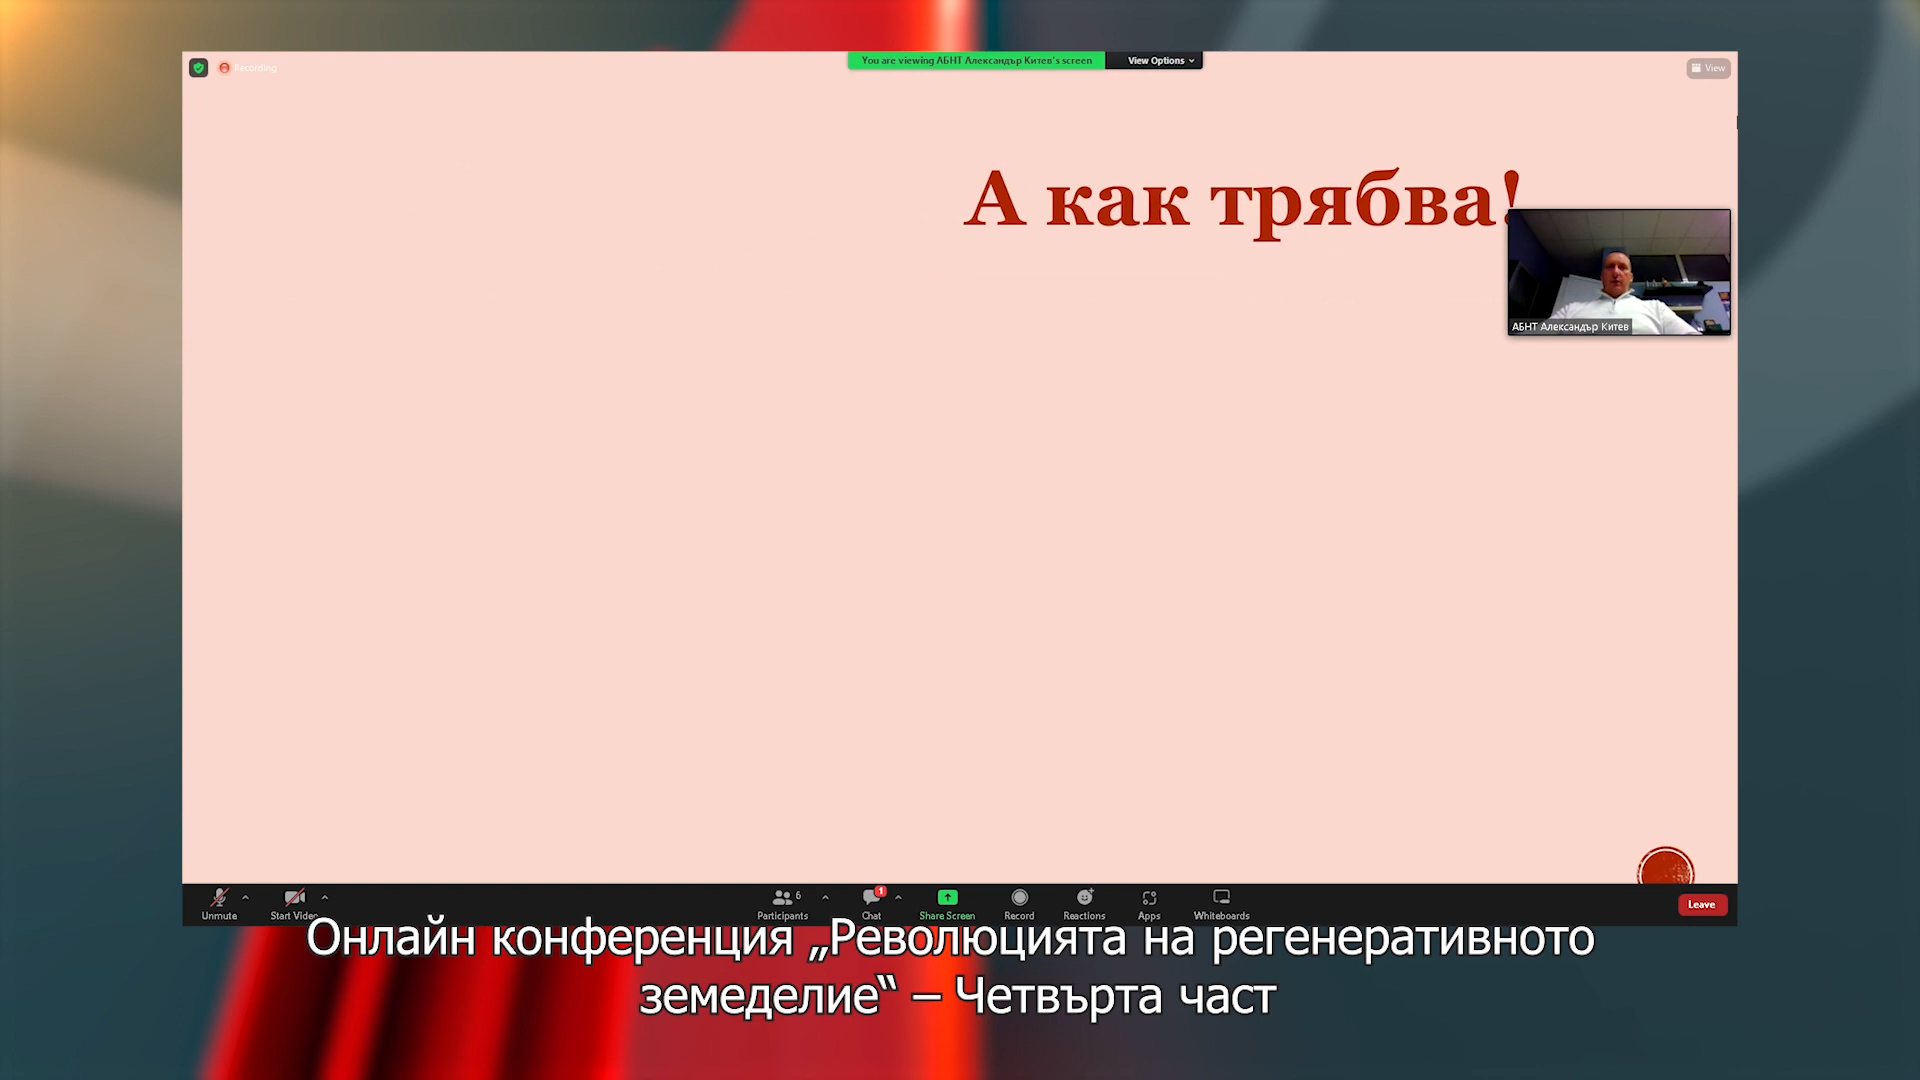 Recording
You are viewing АБНТ Александър Китев's screen
View Options
View
А как трябва!
АБНТ Александър Китев
Unmute
Start Video
Participants
6
Chat
1
Share Screen
Record
Reactions
Apps
Whiteboards
Leave
Онлайн конференция „Революцията на регенеративното
земеделие“ – Четвърта част